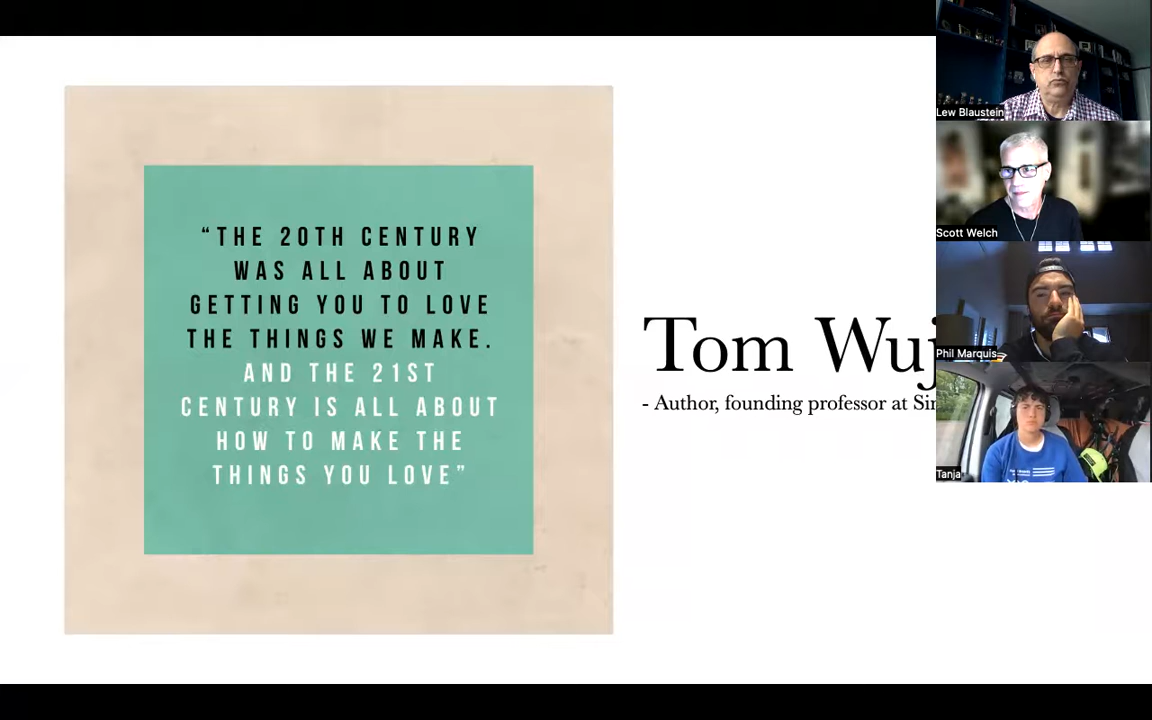 “THE 20TH CENTURY
WAS ALL ABOUT
GETTING YOU TO LOVE
THE THINGS WE MAKE.
AND THE 21ST
CENTURY IS ALL ABOUT
HOW TO MAKE THE
THINGS YOU LOVE”
Tom Wuj
- Author, founding professor at Sin
Lew Blaustein
Scott Welch
Phil Marquis
Tanja